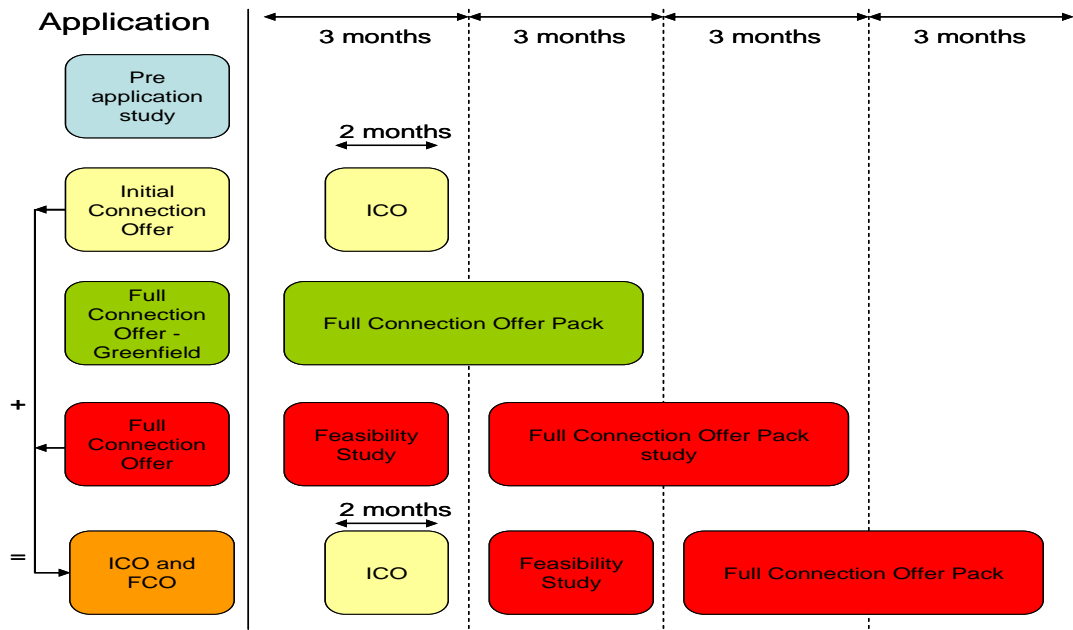 Application
3 months
3 months
3 months
3 months
Pre
application
study
2 months
Initial
Connection
Offer
ICO
Full
Connection
Offer -
Greenfield
Full Connection Offer Pack
+
Full
Connection
Offer
Feasibility
Study
Full Connection Offer Pack
study
2 months
=
ICO and
FCO
ICO
Feasibility
Study
Full Connection Offer Pack